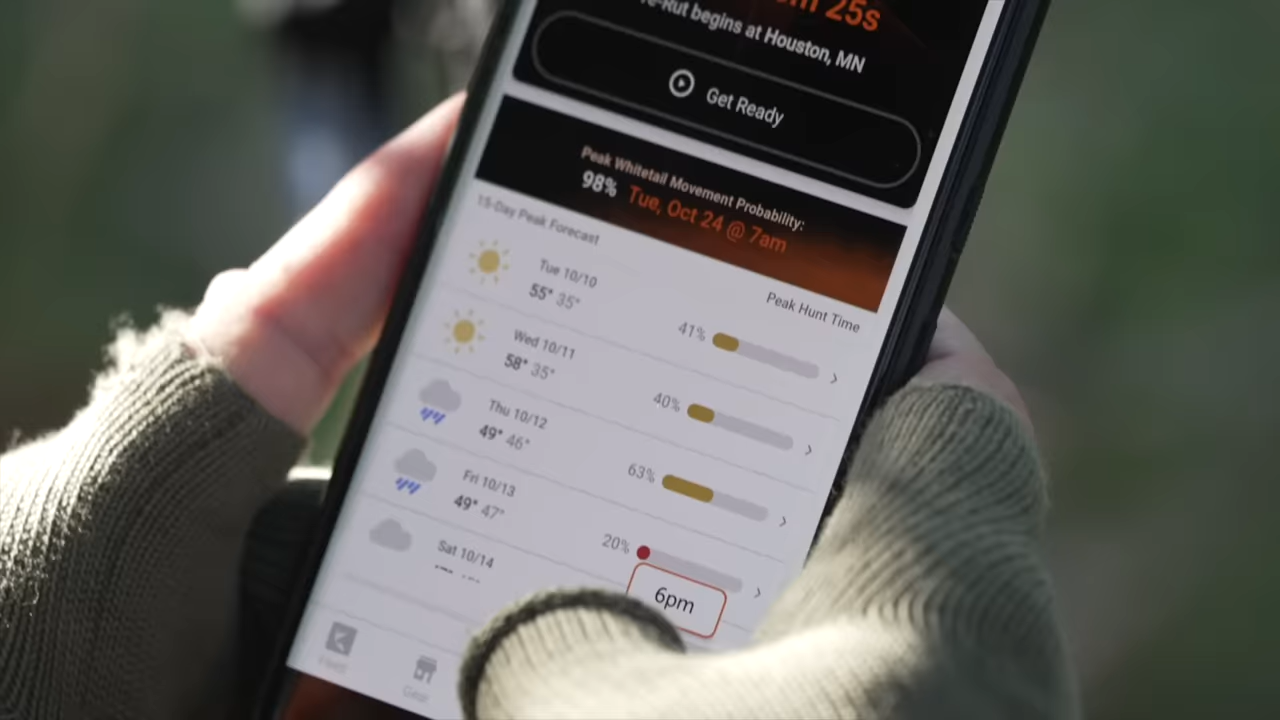 25s
begins at Houston, MN
Get Ready
Peak Whitetail Movement Probability:
98% Tue, Oct 24 @ 7am
15-Day Peak Forecast
Peak Hunt Time
Tue 10/10
55° 35°
41%
Wed 10/11
58° 35°
40%
Thu 10/12
49° 46°
63%
Fri 10/13
49° 47°
20%
Sat 10/14
6pm
Gear